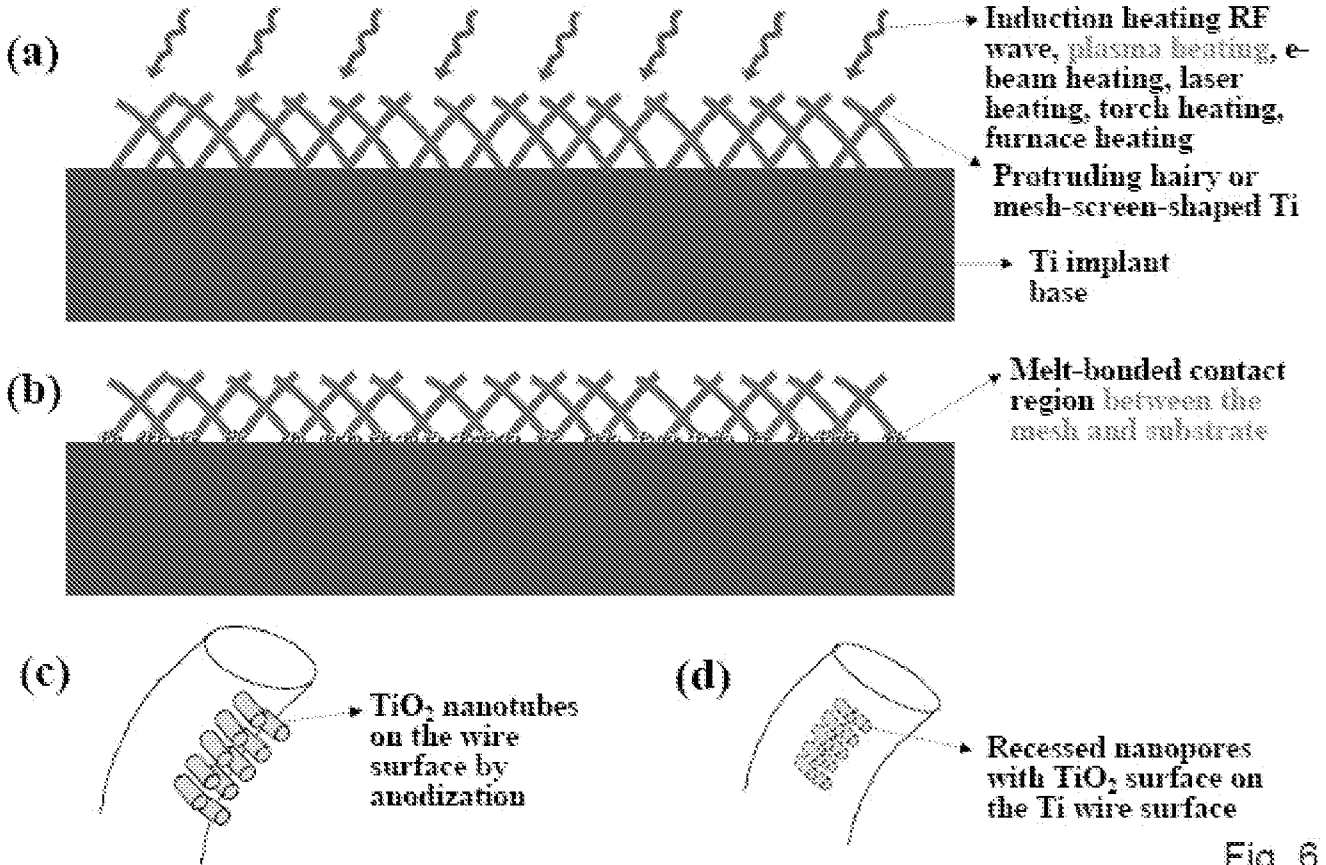 (a)
Induction heating RF
wave, plasma heating, e-
beam heating, laser
heating, torch heating,
furnace heating
Protruding hairy or
mesh-screen-shaped Ti
Ti implant
base
(b)
Melt-bonded contact
region between the
mesh and substrate
(c)
TiO₂ nanotubes
on the wire
surface by
anodization
(d)
Recessed nanopores
with TiO₂ surface on
the Ti wire surface
Fig. 6